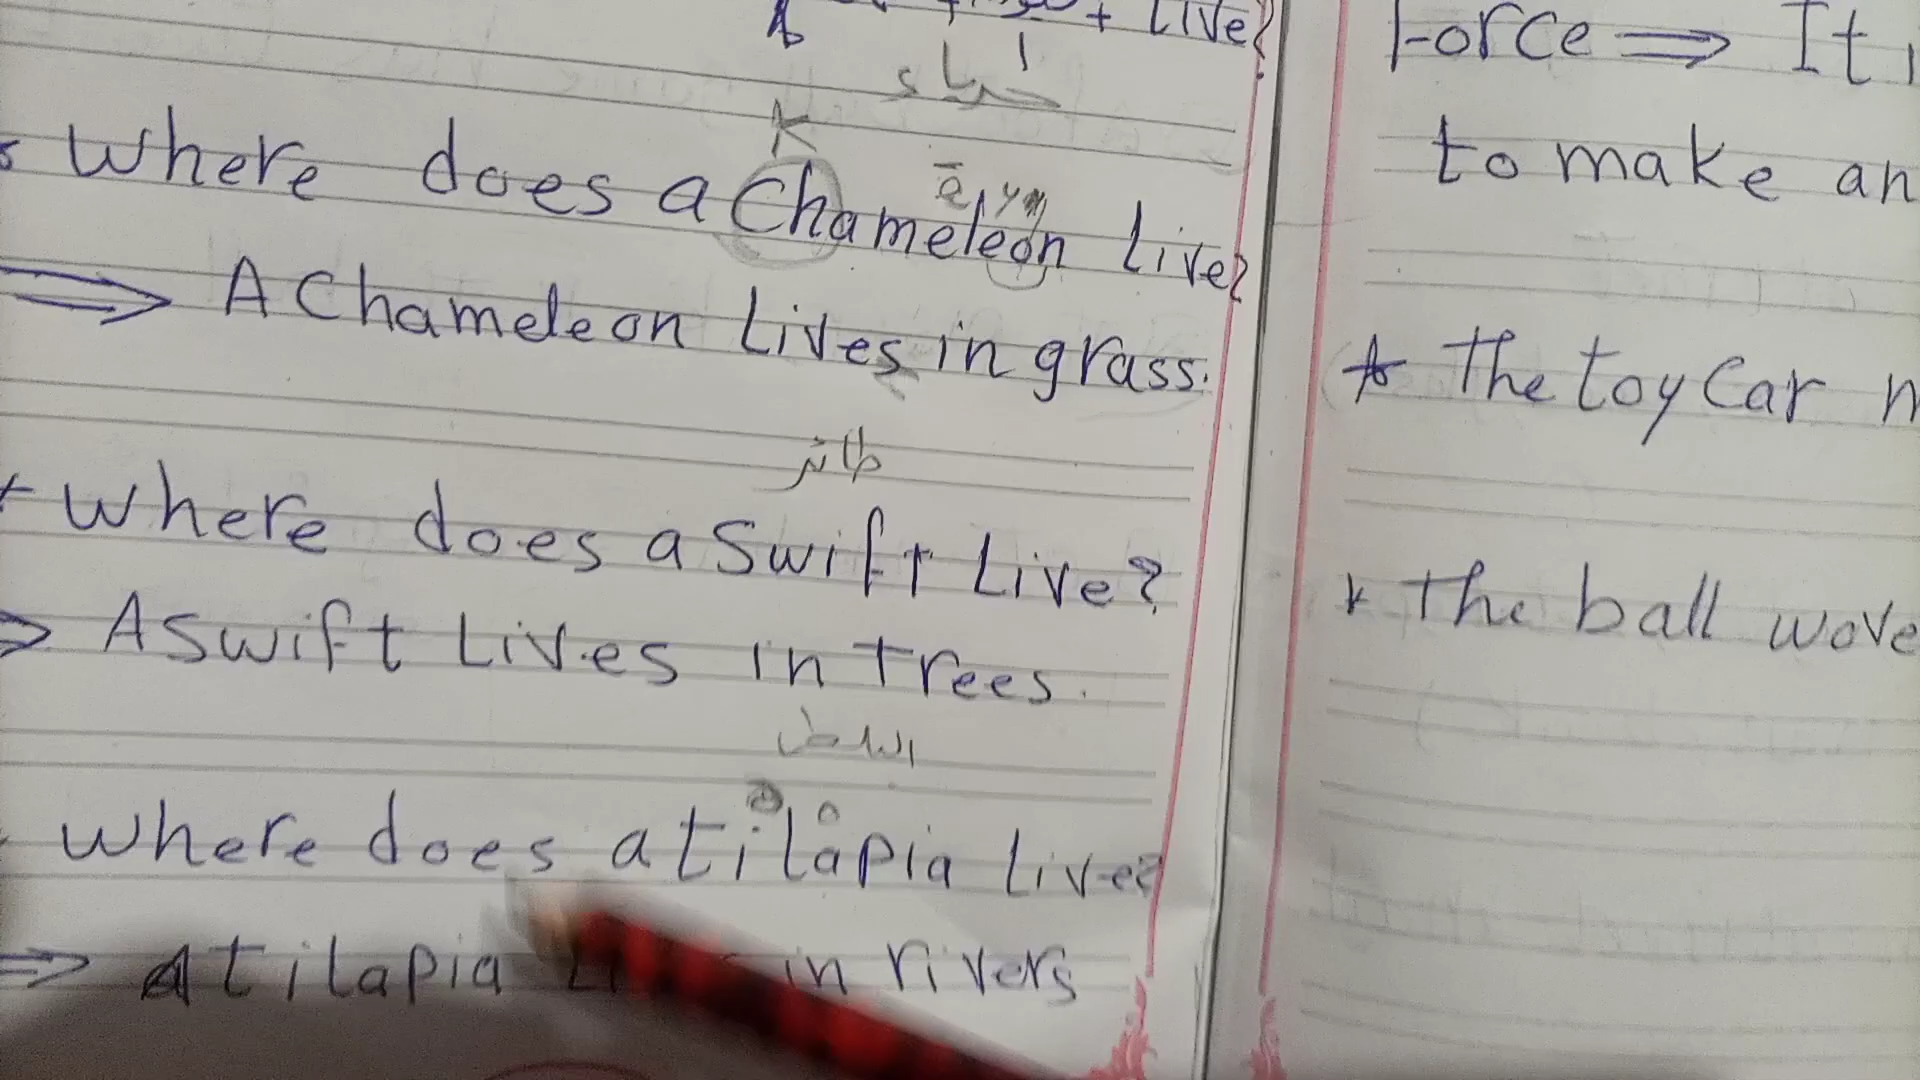 + Live?
حرباء
k
Where does a Chameleon Live?
⇒ A Chameleon Lives in grass.
طائر
Where does a Swift Live?
⇒ A Swift Lives in Trees.
Where does a tilapia Live?
⇒ A tilapia in rivers
Force ⇒ It
to make an
The toy Car
The ball